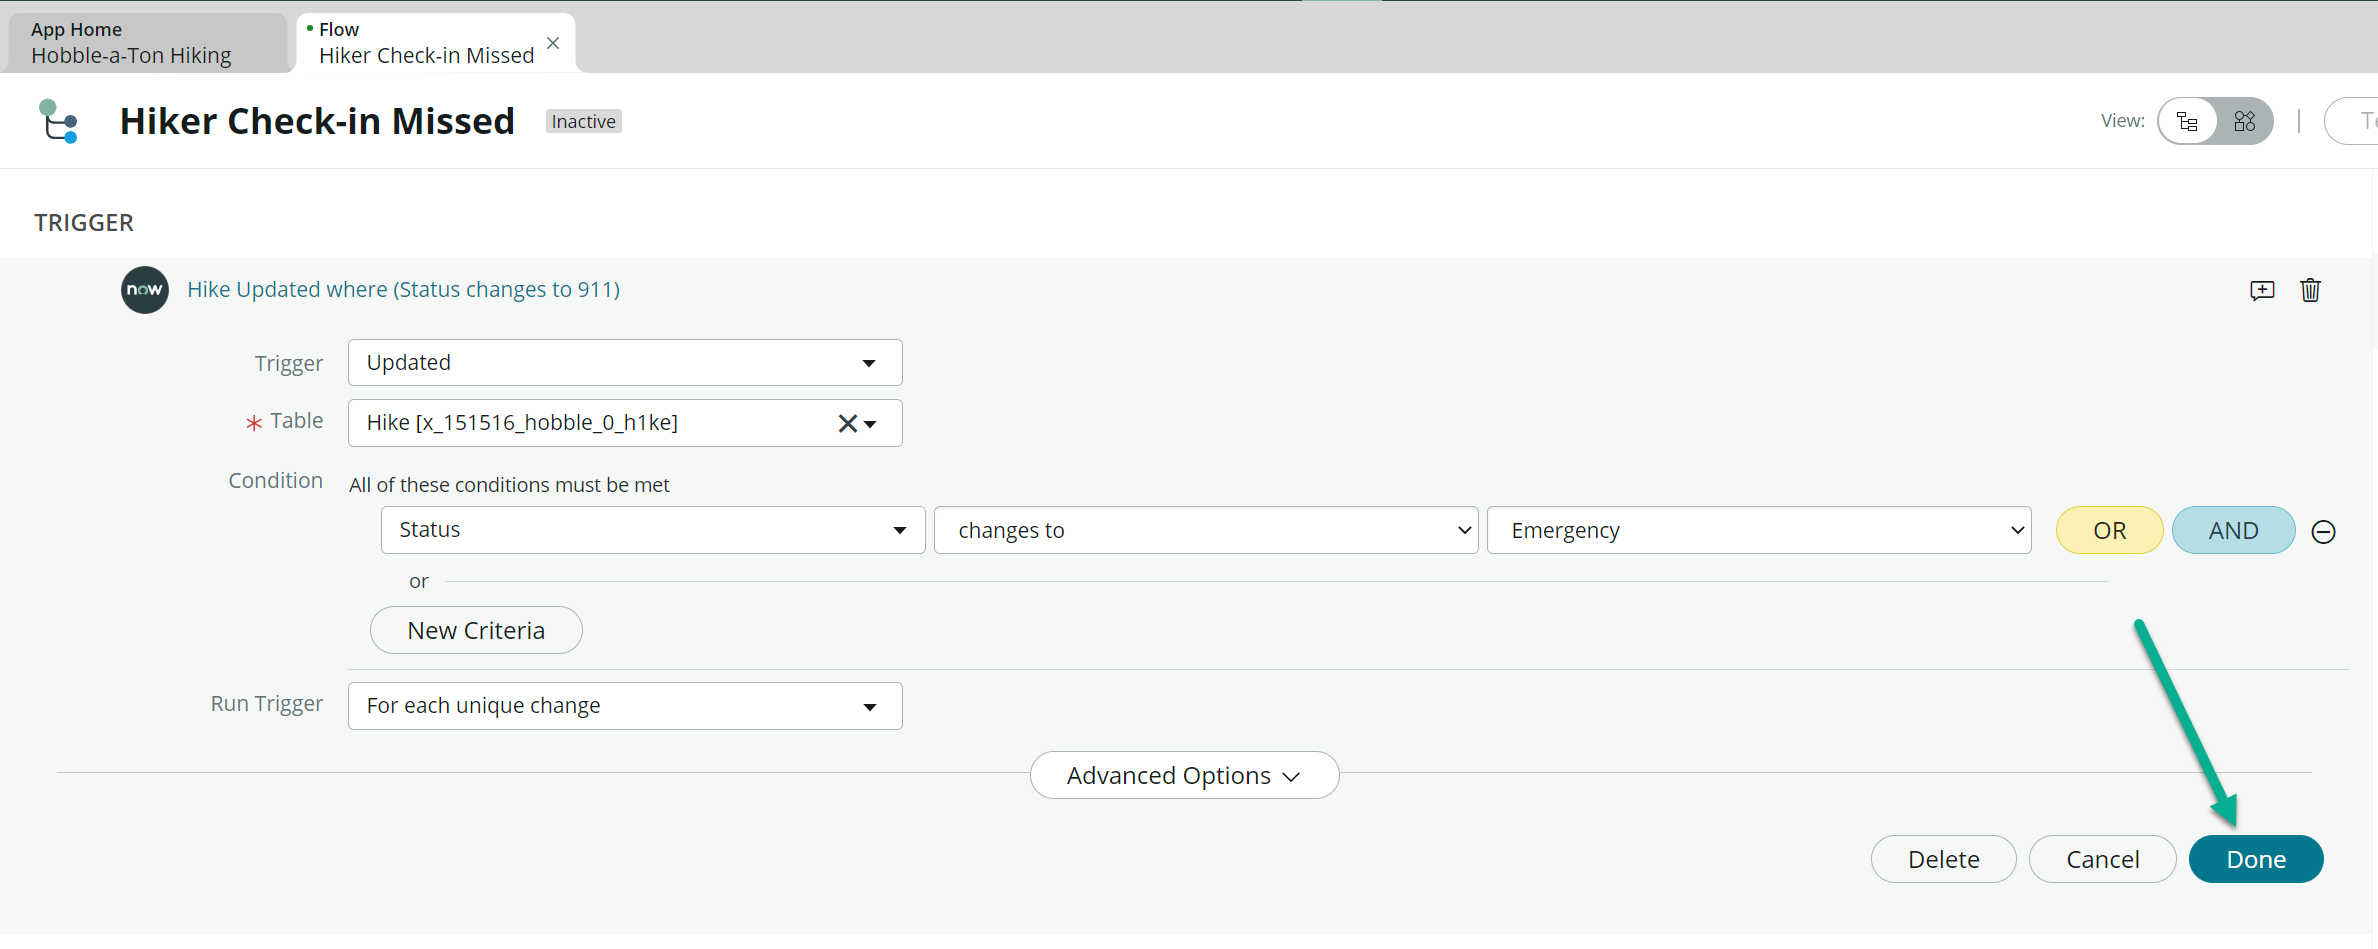 App Home
Hobble-a-Ton Hiking
Flow
Hiker Check-in Missed
Hiker Check-in Missed
Inactive
View:
TRIGGER
now
Hike Updated where (Status changes to 911)
Trigger
Updated
* Table
Hike [x_151516_hobble_0_h1ke]
Condition
All of these conditions must be met
Status
changes to
Emergency
OR
AND
or
New Criteria
Run Trigger
For each unique change
Advanced Options
Delete
Cancel
Done